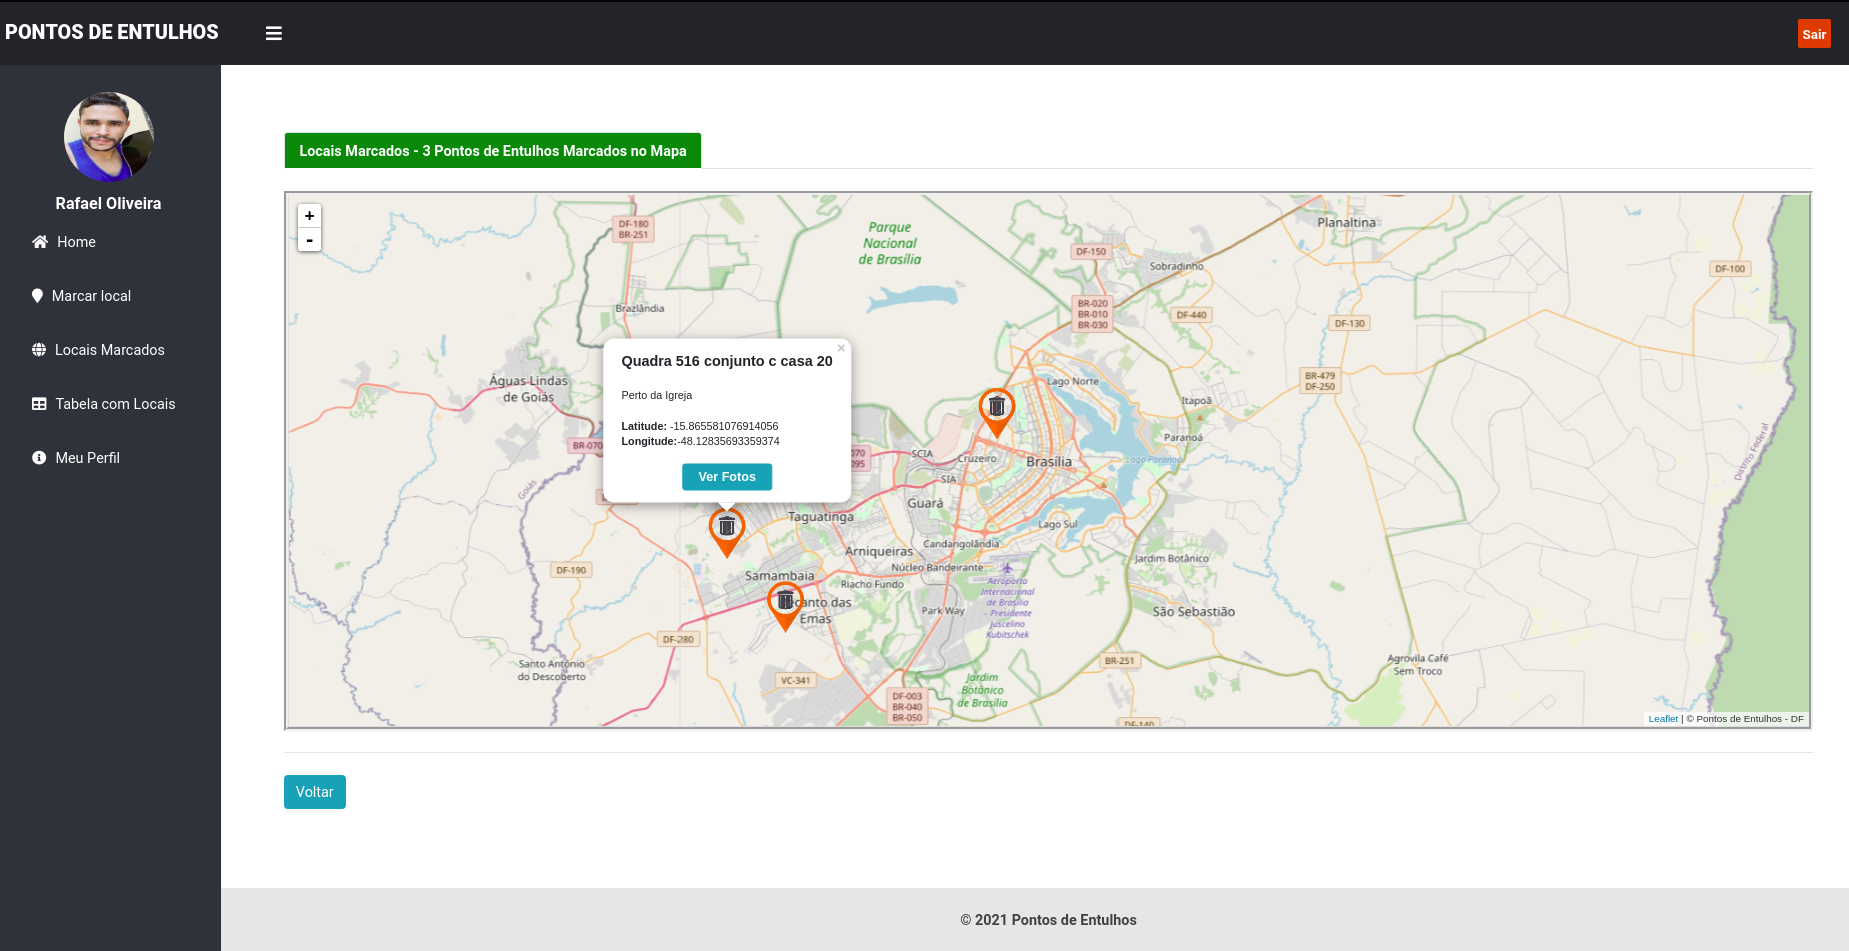 PONTOS DE ENTULHOS
Sair
Rafael Oliveira
Home
Marcar local
Locais Marcados
Tabela com Locais
Meu Perfil
Locais Marcados - 3 Pontos de Entulhos Marcados no Mapa
+
-
DF-180
BR-251
Parque
Nacional
de Brasília
Planaltina
DF-150
Sobradinho
DF-100
Brazlândia
BR-020
BR-010
BR-030
DF-440
DF-130
Quadra 516 conjunto c casa 20
×
Perto da Igreja
Latitude: -15.865581076914056
Longitude:-48.12835693359374
Ver Fotos
Águas Lindas
de Goiás
Lago Norte
BR-479
DF-250
Itapoã
Paranoá
BR-070
070
095
SCIA
Cruzeiro
Brasília
Lago Paranoá
Distrito Federal
SIA
Goiás
Guará
Taguatinga
Lago Sul
Candangolândia
Arniqueiras
Jardim Botânico
Núcleo Bandeirante
DF-190
Samambaia
Riacho Fundo
Aeroporto
Internacional
de Brasília
- Presidente
Juscelino
Kubitschek
ecanto das
Emas
Park Way
São Sebastião
DF-280
Santo Antônio
do Descoberto
BR-251
Agrovila Café
Sem Troco
VC-341
Jardim
Botânico
de Brasília
DF-003
BR-040
BR-050
DF-140
Leaflet | © Pontos de Entulhos - DF
Voltar
© 2021 Pontos de Entulhos